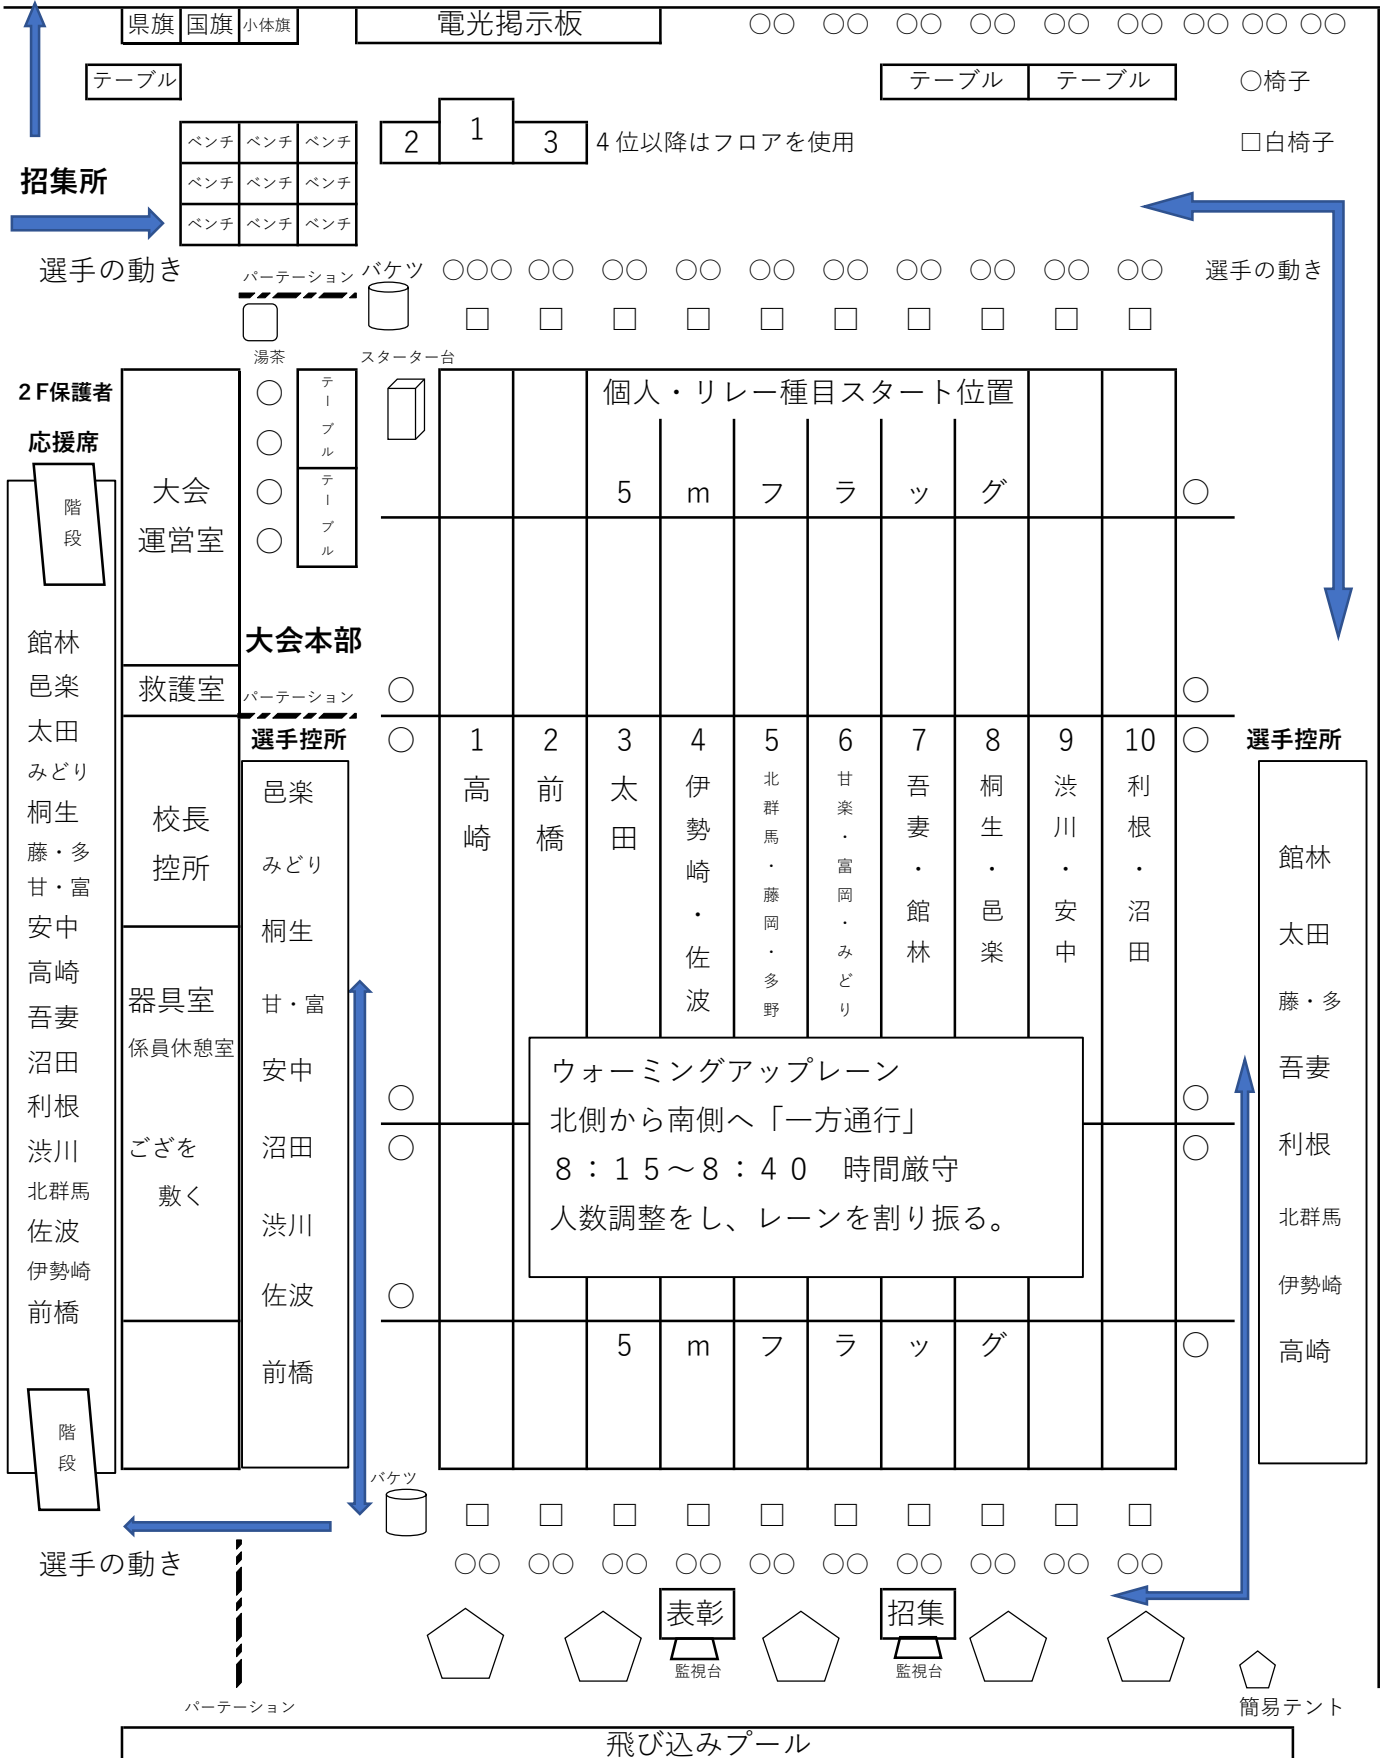 県旗 国旗 小体旗 電光掲示板 ○○ ○○ ○○ ○○ ○○ ○○ ○○ ○○ ○○
テーブル テーブル テーブル ○椅子
ベンチ ベンチ ベンチ 2 1 3 4位以降はフロアを使用 □白椅子
招集所 ベンチ ベンチ ベンチ
ベンチ ベンチ ベンチ
選手の動き パーテーション バケツ ○○○ ○○ ○○ ○○ ○○ ○○ ○○ ○○ ○○ ○○ 選手の動き
□ □ □ □ □ □ □ □ □ □
湯茶 スターター台
2F保護者
応援席
階段
館林
邑楽
太田
みどり
桐生
藤・多
甘・富
安中
高崎
吾妻
沼田
利根
渋川
北群馬
佐波
伊勢崎
前橋
階段
大会
運営室
救護室
校長
控所
器具室
係員休憩室
ござを
敷く
○
○
○
○
テーブル
テーブル
大会本部
パーテーション
選手控所
邑楽
みどり
桐生
甘・富
安中
沼田
渋川
佐波
前橋
個人・リレー種目スタート位置
5 m フ ラ ッ グ ○
○ ○
○ ○
1 高崎
2 前橋
3 太田
4 伊勢崎・佐波
5 北群馬・藤岡・多野
6 甘楽・富岡・みどり
7 吾妻・館林
8 桐生・邑楽
9 渋川・安中
10 利根・沼田
ウォーミングアップレーン
北側から南側へ「一方通行」
8：15～8：40　時間厳守
人数調整をし、レーンを割り振る。
○ ○
○ ○
○
5 m フ ラ ッ グ ○
選手控所
館林
太田
藤・多
吾妻
利根
北群馬
伊勢崎
高崎
バケツ
□ □ □ □ □ □ □ □ □ □
選手の動き ○○ ○○ ○○ ○○ ○○ ○○ ○○ ○○ ○○ ○○
表彰 招集
監視台 監視台
パーテーション 簡易テント
飛び込みプール